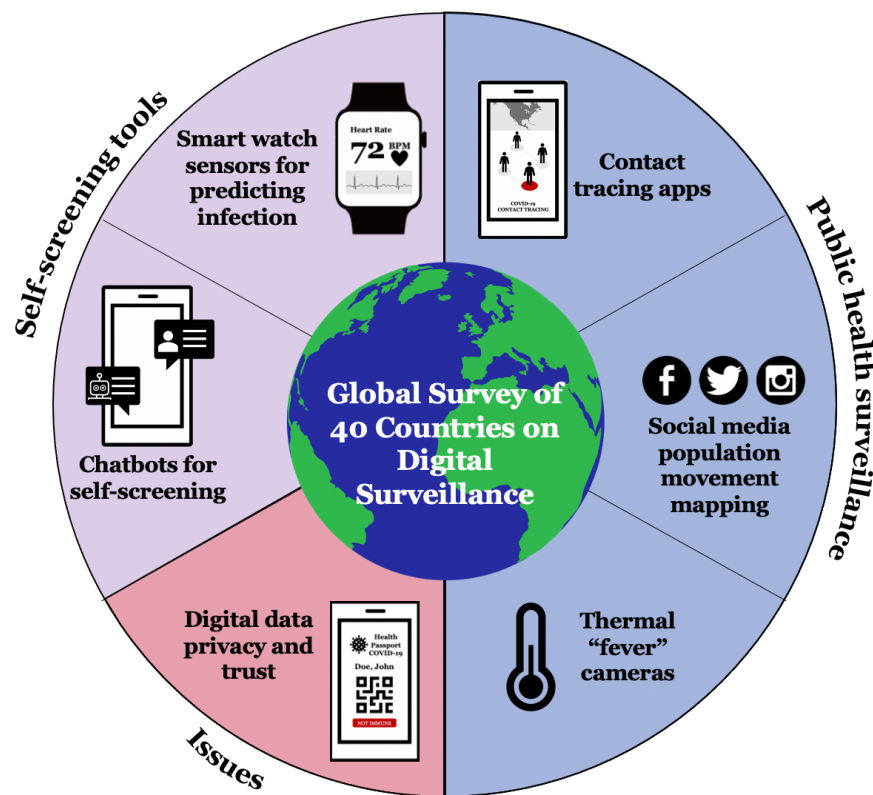 Self-screening tools
Smart watch
sensors for
predicting
infection
Heart Rate
72 BPM
Contact
tracing apps
COVID-19
CONTACT TRACING
Public health surveillance
Chatbots for
self-screening
Global Survey of
40 Countries on
Digital
Surveillance
Social media
population
movement
mapping
Digital data
privacy and
trust
Health
Passport
COVID-19
Doe, John
NOT IMMUNE
Thermal
“fever”
cameras
Issues